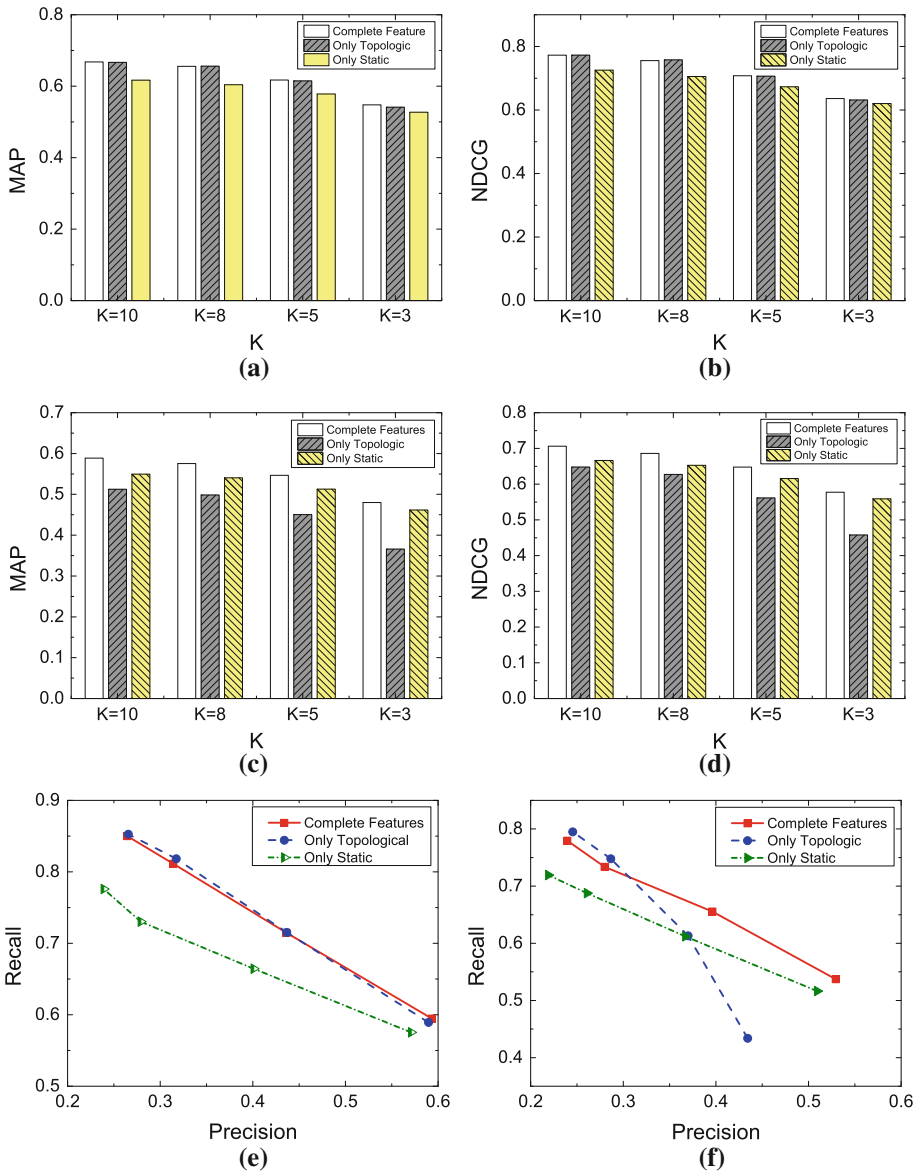 0.8
0.6
0.4
0.2
0.0
MAP
Complete Feature
Only Topologic
Only Static
K=10 K=8 K=5 K=3
K
(a)
0.8
0.6
0.4
0.2
0.0
NDCG
Complete Features
Only Topologic
Only Static
K=10 K=8 K=5 K=3
K
(b)
0.7
0.6
0.5
0.4
0.3
0.2
0.1
0.0
MAP
Complete Features
Only Topologic
Only Static
K=10 K=8 K=5 K=3
K
(c)
0.8
0.7
0.6
0.5
0.4
0.3
0.2
0.1
0.0
NDCG
Complete Features
Only Topologic
Only Static
K=10 K=8 K=5 K=3
K
(d)
0.9
0.8
0.7
0.6
0.5
Recall
Complete Features
Only Topological
Only Static
0.2 0.3 0.4 0.5 0.6
Precision
(e)
0.8
0.7
0.6
0.5
0.4
Recall
Complete Features
Only Topologic
Only Static
0.2 0.3 0.4 0.5 0.6
Precision
(f)